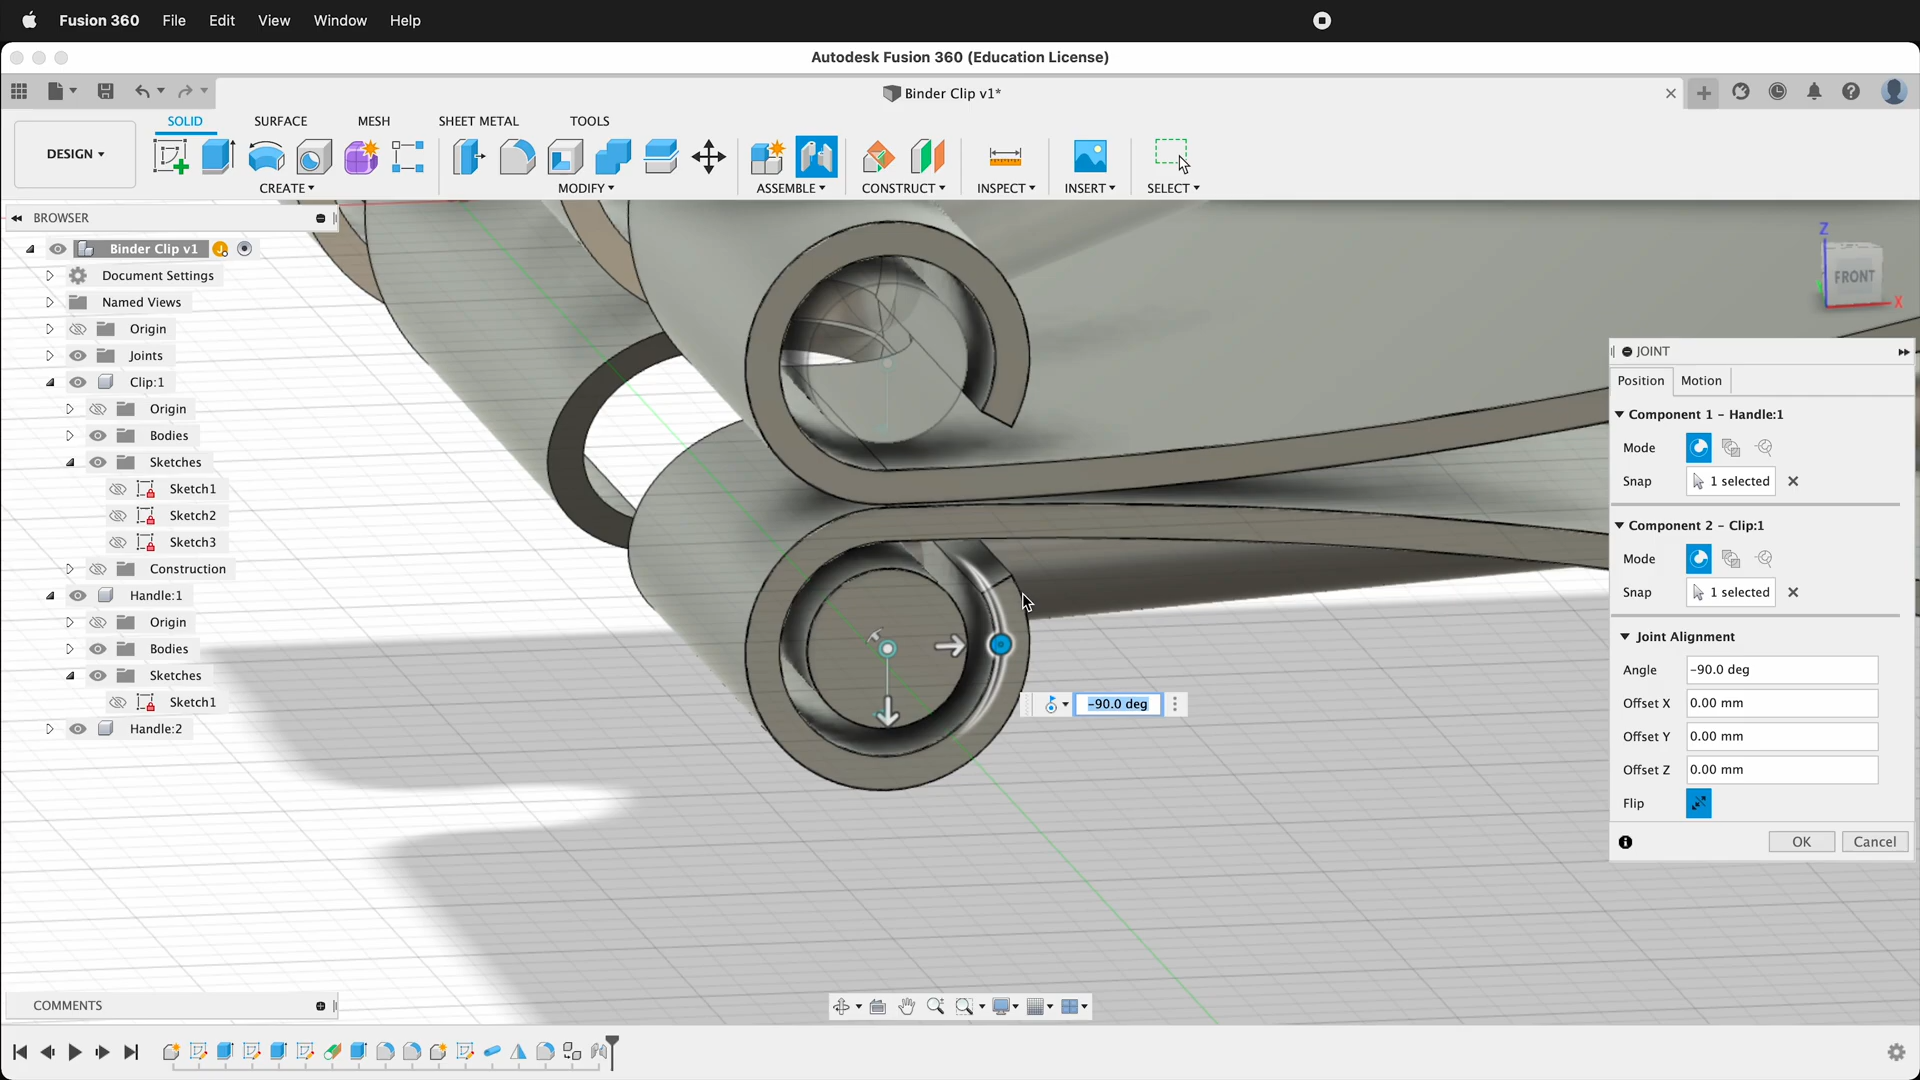 Fusion 360 File Edit View Window Help
Autodesk Fusion 360 (Education License)
Binder Clip v1*
SOLID SURFACE MESH SHEET METAL TOOLS
DESIGN
CREATE MODIFY ASSEMBLE CONSTRUCT INSPECT INSERT SELECT
BROWSER
Binder Clip v1
Document Settings
Named Views
Origin
Joints
Clip:1
Origin
Bodies
Sketches
Sketch1
Sketch2
Sketch3
Construction
Handle:1
Origin
Bodies
Sketches
Sketch1
Handle:2
Z
FRONT
X
-90.0 deg
JOINT
Position Motion
Component 1 - Handle:1
Mode
Snap 1 selected
Component 2 - Clip:1
Mode
Snap 1 selected
Joint Alignment
Angle -90.0 deg
Offset X 0.00 mm
Offset Y 0.00 mm
Offset Z 0.00 mm
Flip
OK Cancel
COMMENTS